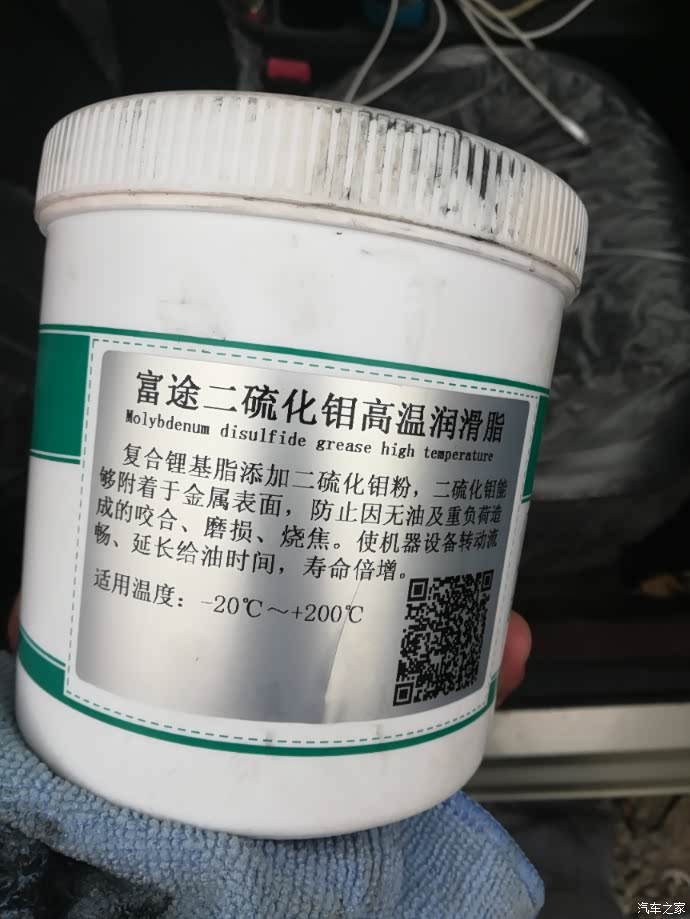 富途二硫化钼高温润滑脂
Molybdenum disulfide grease high temperature
复合锂基脂添加二硫化钼粉，二硫化钼能
够附着于金属表面，防止因无油及重负荷造
成的咬合、磨损、烧焦。使机器设备转动流
畅、延长给油时间，寿命倍增。
适用温度：-20℃～+200℃
汽车之家